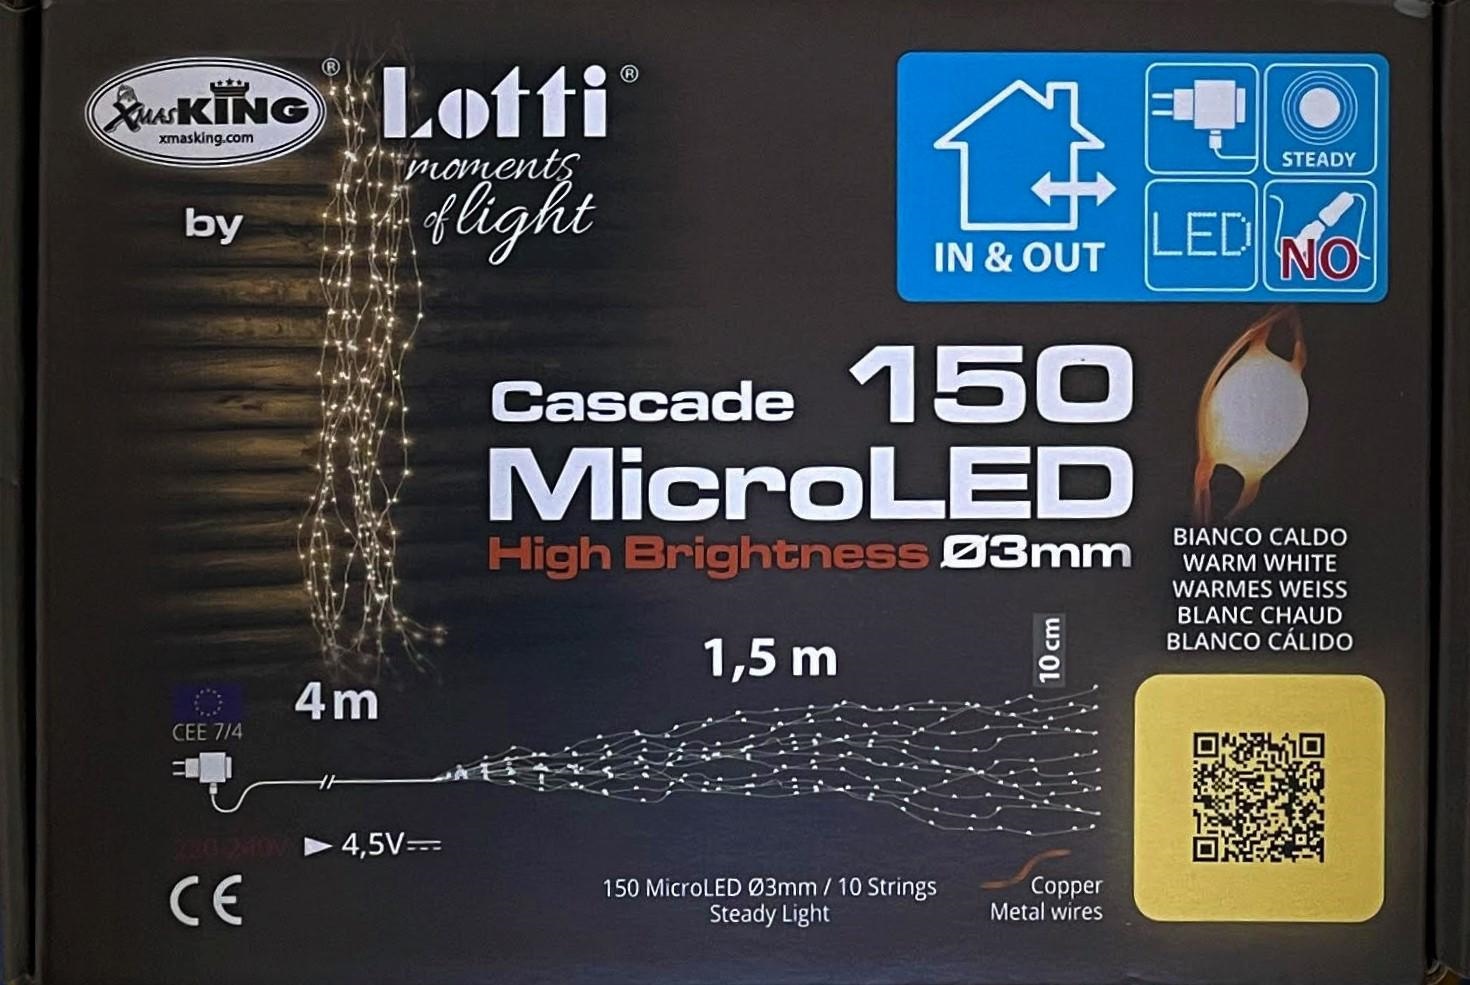 XMASKING ®
xmasking.com
by
Lotti ®
moments
of light
IN & OUT
STEADY
LED
NO
Cascade 150
MicroLED
High Brightness Ø3mm
BIANCO CALDO
WARM WHITE
WARMES WEISS
BLANC CHAUD
BLANCO CÁLIDO
1,5 m
10 cm
4 m
CEE 7/4
220-240V
4,5V
CE
150 MicroLED Ø3mm / 10 Strings
Steady Light
Copper
Metal wires